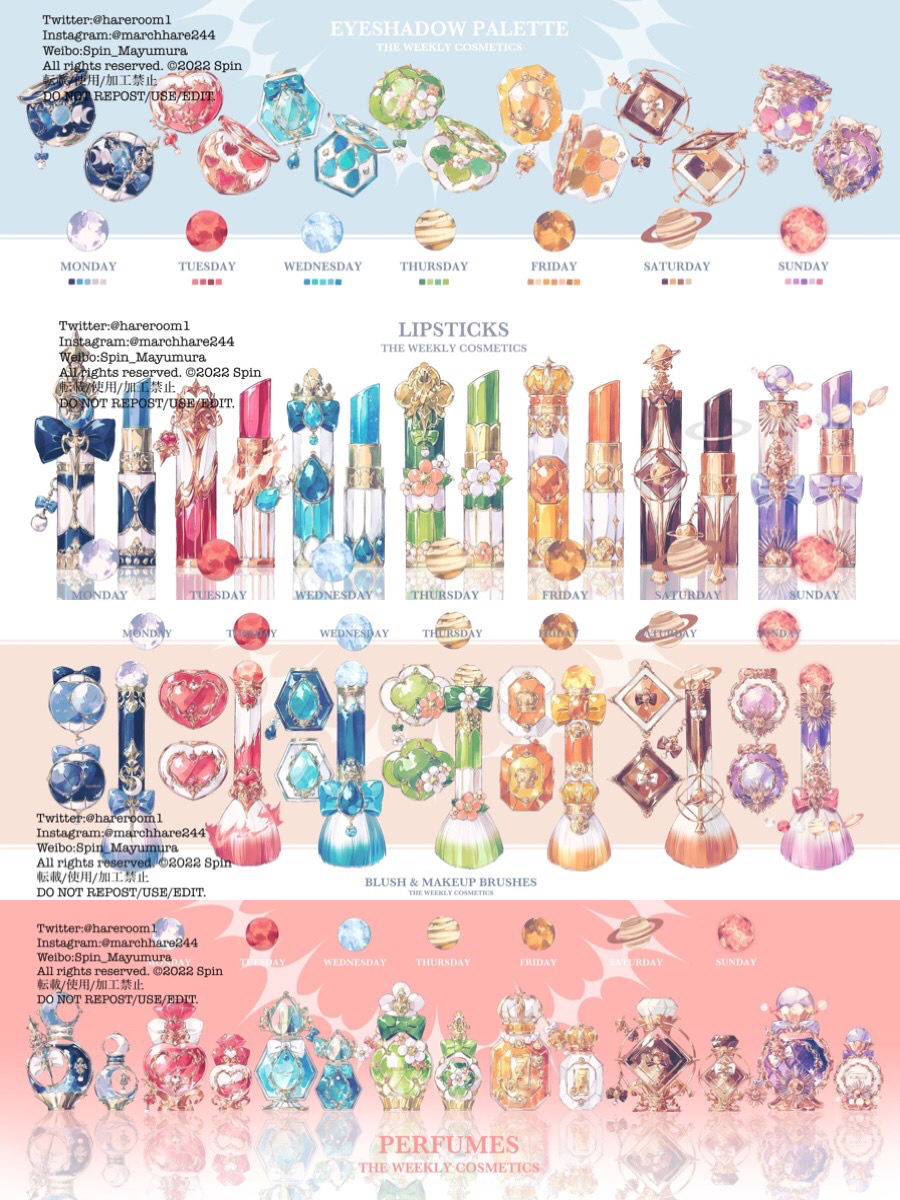 Twitter:@hareroom1
Instagram:@marchhare244
Weibo:Spin_Mayumura
All rights reserved. ©2022 Spin
転載/使用/加工禁止
DO NOT REPOST/USE/EDIT.
EYESHADOW PALETTE
THE WEEKLY COSMETICS
MONDAY TUESDAY WEDNESDAY THURSDAY FRIDAY SATURDAY SUNDAY
LIPSTICKS
THE WEEKLY COSMETICS
Twitter:@hareroom1
Instagram:@marchhare244
Weibo:Spin_Mayumura
All rights reserved. ©2022 Spin
転載/使用/加工禁止
DO NOT REPOST/USE/EDIT.
MONDAY TUESDAY WEDNESDAY THURSDAY FRIDAY SATURDAY SUNDAY
MONDAY TUESDAY WEDNESDAY THURSDAY FRIDAY SATURDAY SUNDAY
Twitter:@hareroom1
Instagram:@marchhare244
Weibo:Spin_Mayumura
All rights reserved. ©2022 Spin
転載/使用/加工禁止
DO NOT REPOST/USE/EDIT.
BLUSH & MAKEUP BRUSHES
THE WEEKLY COSMETICS
Twitter:@hareroom1
Instagram:@marchhare244
Weibo:Spin_Mayumura
All rights reserved. ©2022 Spin
転載/使用/加工禁止
DO NOT REPOST/USE/EDIT.
MONDAY TUESDAY WEDNESDAY THURSDAY FRIDAY SATURDAY SUNDAY
PERFUMES
THE WEEKLY COSMETICS